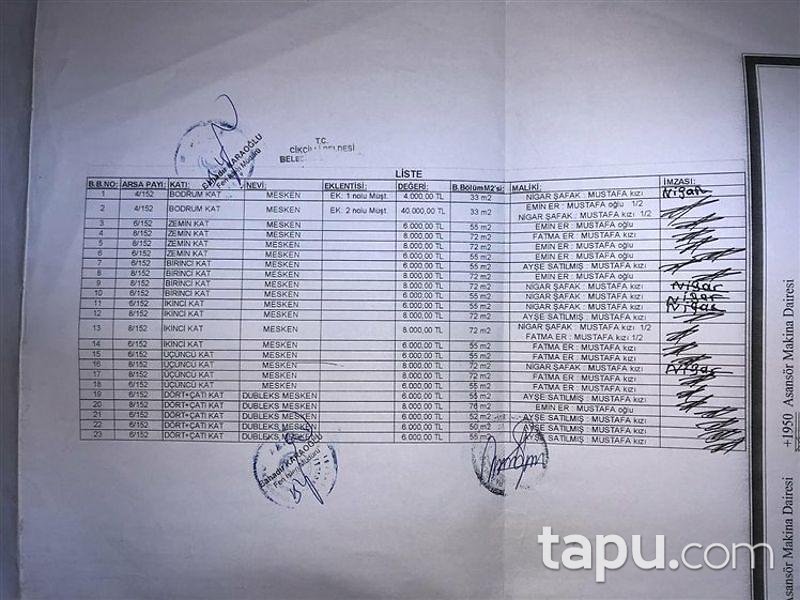 T.C.
BELEDİYESİ
Bahadır KARAOĞLU
Fen İşleri Müdürü
LİSTE
B.B.NO: ARSA PAYI: KATI: NEVİ: EKLENTİSİ: DEĞERİ: B.Bölüm M2'si: MALİKİ: İMZASI:
1 4/152 BODRUM KAT MESKEN EK: 1 nolu Müşt. 4.000,00 TL 33 m2 NİGAR ŞAFAK : MUSTAFA kızı Nigar
2 4/152 BODRUM KAT MESKEN EK: 2 nolu Müşt. 40.000,00 TL 33 m2 EMİN ER : MUSTAFA oğlu 1/2
NİGAR ŞAFAK : MUSTAFA kızı 1/2
3 6/152 ZEMİN KAT MESKEN 6.000,00 TL 55 m2 EMİN ER : MUSTAFA oğlu
4 8/152 ZEMİN KAT MESKEN 8.000,00 TL 72 m2 FATMA ER : MUSTAFA kızı
5 8/152 ZEMİN KAT MESKEN 8.000,00 TL 72 m2 EMİN ER : MUSTAFA oğlu
6 6/152 ZEMİN KAT MESKEN 6.000,00 TL 55 m2 EMİN ER : MUSTAFA oğlu
7 6/152 BİRİNCİ KAT MESKEN 6.000,00 TL 55 m2 AYŞE SATILMIŞ : MUSTAFA kızı
8 8/152 BİRİNCİ KAT MESKEN 8.000,00 TL 72 m2 EMİN ER : MUSTAFA oğlu
9 8/152 BİRİNCİ KAT MESKEN 8.000,00 TL 72 m2 NİGAR ŞAFAK : MUSTAFA kızı Nigar
10 6/152 BİRİNCİ KAT MESKEN 6.000,00 TL 55 m2 NİGAR ŞAFAK : MUSTAFA kızı Nigar
11 6/152 İKİNCİ KAT MESKEN 6.000,00 TL 55 m2 NİGAR ŞAFAK : MUSTAFA kızı Nigar
12 8/152 İKİNCİ KAT MESKEN 8.000,00 TL 72 m2 AYŞE SATILMIŞ : MUSTAFA kızı
13 8/152 İKİNCİ KAT MESKEN 8.000,00 TL 72 m2 NİGAR ŞAFAK : MUSTAFA kızı 1/2
FATMA ER : MUSTAFA kızı 1/2
14 6/152 İKİNCİ KAT MESKEN 6.000,00 TL 55 m2 FATMA ER : MUSTAFA kızı
15 6/152 ÜÇÜNCÜ KAT MESKEN 6.000,00 TL 55 m2 FATMA ER : MUSTAFA kızı
16 8/152 ÜÇÜNCÜ KAT MESKEN 8.000,00 TL 72 m2 NİGAR ŞAFAK : MUSTAFA kızı Nigar
17 8/152 ÜÇÜNCÜ KAT MESKEN 8.000,00 TL 72 m2 FATMA ER : MUSTAFA kızı
18 6/152 ÜÇÜNCÜ KAT MESKEN 6.000,00 TL 55 m2 FATMA ER : MUSTAFA kızı
19 6/152 DÖRT+ÇATI KAT DUBLEKS MESKEN 6.000,00 TL 55 m2 AYŞE SATILMIŞ : MUSTAFA kızı
20 8/152 DÖRT+ÇATI KAT DUBLEKS MESKEN 8.000,00 TL 76 m2 EMİN ER : MUSTAFA oğlu
21 6/152 DÖRT+ÇATI KAT DUBLEKS MESKEN 6.000,00 TL 52 m2 AYŞE SATILMIŞ : MUSTAFA kızı
22 6/152 DÖRT+ÇATI KAT DUBLEKS MESKEN 6.000,00 TL 50 m2 AYŞE SATILMIŞ : MUSTAFA kızı
23 6/152 DÖRT+ÇATI KAT DUBLEKS MESKEN 6.000,00 TL 55 m2 AYŞE SATILMIŞ : MUSTAFA kızı
Bahadır KARAOĞLU
Fen İşleri Müdürü
+1950 Asansör Makina Dairesi
Asansör Makina Dairesi
tapu.com